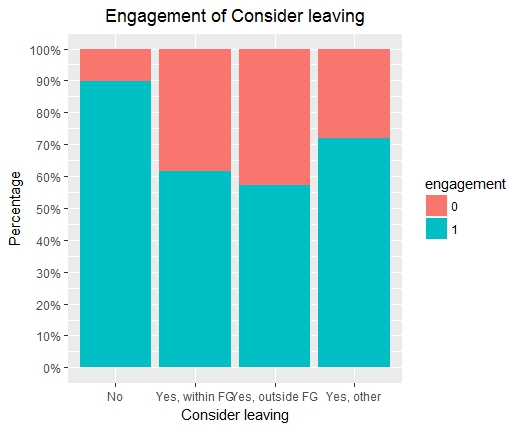 Engagement of Consider leaving
Percentage
100%
90%
80%
70%
60%
50%
40%
30%
20%
10%
0%
No
Yes, within FG
Yes, outside FG
Yes, other
Consider leaving
engagement
0
1